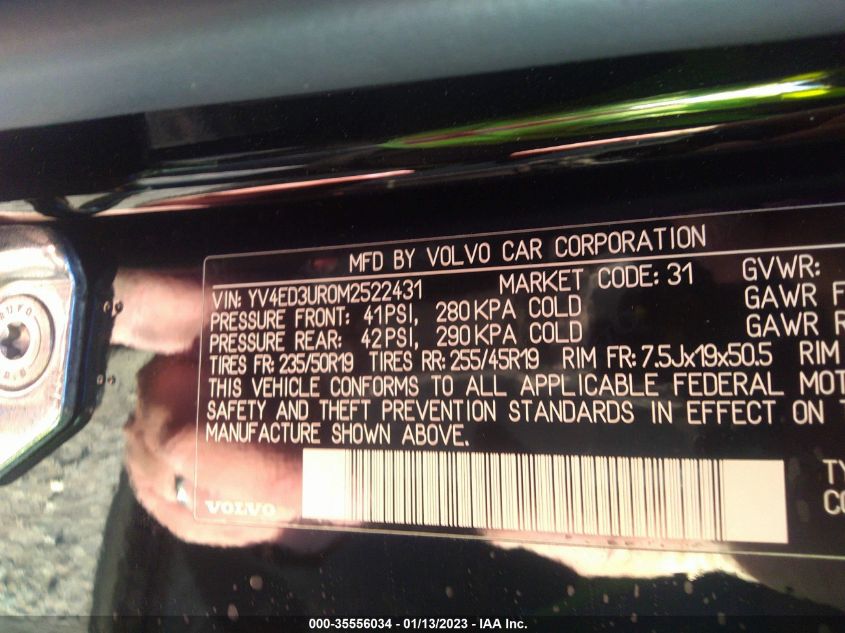 MFD BY VOLVO CAR CORPORATION
VIN: YV4ED3UR0M2522431 MARKET CODE: 31 GVWR:
PRESSURE FRONT: 41PSI, 280KPA COLD GAWR F
PRESSURE REAR: 42PSI, 290KPA COLD GAWR R
TIRES FR: 235/50R19 TIRES RR: 255/45R19 RIM FR: 7.5Jx19x50.5 RIM
THIS VEHICLE CONFORMS TO ALL APPLICABLE FEDERAL MOT
SAFETY AND THEFT PREVENTION STANDARDS IN EFFECT ON T
MANUFACTURE SHOWN ABOVE.
TY
CO
VOLVO
000-35556034 - 01/13/2023 - IAA Inc.